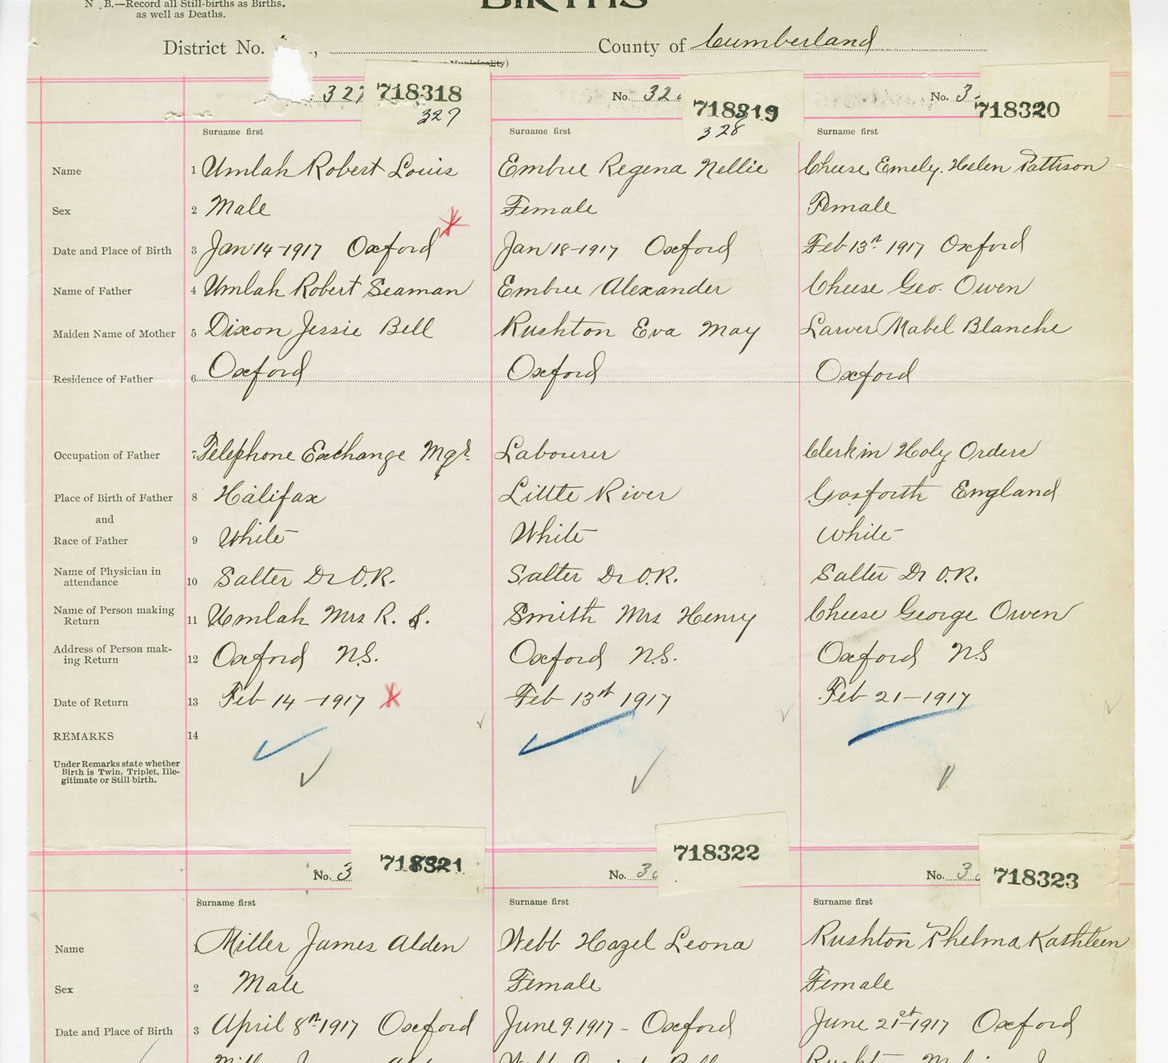 N.B.—Record all Still-births as Births,
as well as Deaths.
BIRTHS
District No. , County of Cumberland
Municipality)
327 718318 No. 32 718319 No. 3 718320
327 328
Surname first Surname first Surname first
Name 1 Umlah Robert Louis Embree Regena Nellie Cheese Emely Helen Pattison
Sex 2 Male Female Female
Date and Place of Birth 3 Jan 14-1917 Oxford Jan 18-1917 Oxford Feb 13th 1917 Oxford
Name of Father 4 Umlah Robert Seaman Embree Alexander Cheese Geo. Owen
Maiden Name of Mother 5 Dixon Jessie Bell Rushton Eva May Mabel Blanche
Residence of Father 6 Oxford Oxford Oxford
Occupation of Father 7 Telephone Exchange Mgr. Labourer Clerk in Holy Orders
Place of Birth of Father 8 Halifax Little River Gosforth England
and
Race of Father 9 White White White
Name of Physician in
attendance 10 Salter Dr O.R. Salter Dr O.R. Salter Dr O.R.
Name of Person making
Return 11 Umlah Mrs R. S. Smith Mrs Henry Cheese George Owen
Address of Person mak-
ing Return 12 Oxford N.S. Oxford N.S. Oxford NS
Date of Return 13 Feb 14-1917 Feb 13th 1917 Feb 21-1917
REMARKS 14
Under Remarks state whether
Birth is Twin, Triplet, Ille-
gitimate or Still-birth.
No. 3 718321 No. 3 718322 No. 3 718323
Surname first Surname first Surname first
Name 1 Miller James Alden Webb Hazel Leona Rushton Thelma Kathleen
Sex 2 Male Female Female
Date and Place of Birth 3 April 8th 1917 Oxford June 9. 1917 - Oxford June 21st 1917 Oxford